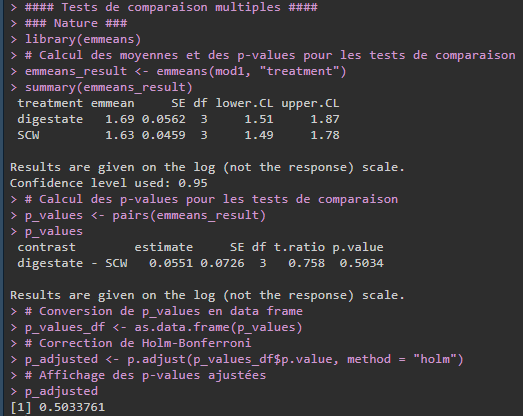 > #### Tests de comparaison multiples ####
> ### Nature ###
> library(emmeans)
> # Calcul des moyennes et des p-values pour les tests de comparaison
> emmeans_result <- emmeans(mod1, "treatment")
> summary(emmeans_result)
 treatment emmean     SE df lower.CL upper.CL
 digestate   1.69 0.0562  3     1.51     1.87
 SCW         1.63 0.0459  3     1.49     1.78

Results are given on the log (not the response) scale.
Confidence level used: 0.95
> # Calcul des p-values pour les tests de comparaison
> p_values <- pairs(emmeans_result)
> p_values
 contrast        estimate     SE df t.ratio p.value
 digestate - SCW   0.0551 0.0726  3   0.758  0.5034

Results are given on the log (not the response) scale.
> # Conversion de p_values en data frame
> p_values_df <- as.data.frame(p_values)
> # Correction de Holm-Bonferroni
> p_adjusted <- p.adjust(p_values_df$p.value, method = "holm")
> # Affichage des p-values ajustées
> p_adjusted
[1] 0.5033761